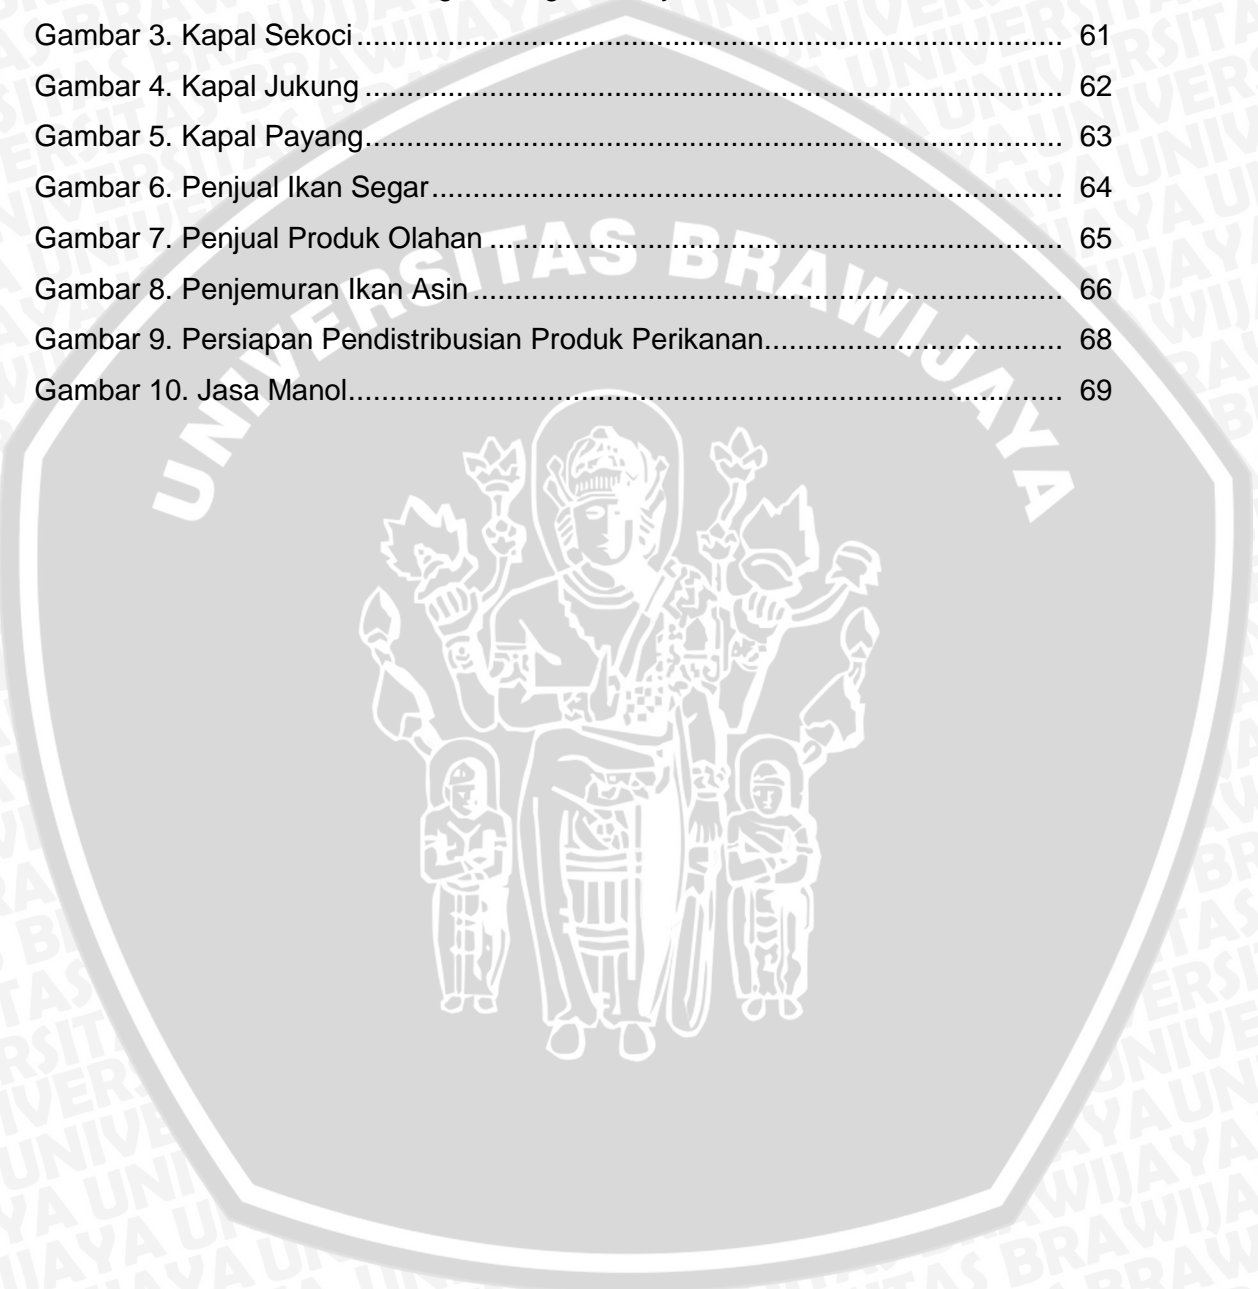 Gambar 3. Kapal Sekoci ..................................................................................... 61
Gambar 4. Kapal Jukung .................................................................................... 62
Gambar 5. Kapal Payang.................................................................................... 63
Gambar 6. Penjual Ikan Segar ............................................................................ 64
Gambar 7. Penjual Produk Olahan ..................................................................... 65
Gambar 8. Penjemuran Ikan Asin ....................................................................... 66
Gambar 9. Persiapan Pendistribusian Produk Perikanan.................................... 68
Gambar 10. Jasa Manol...................................................................................... 69
UNIVERSITAS BRAWIJAYA